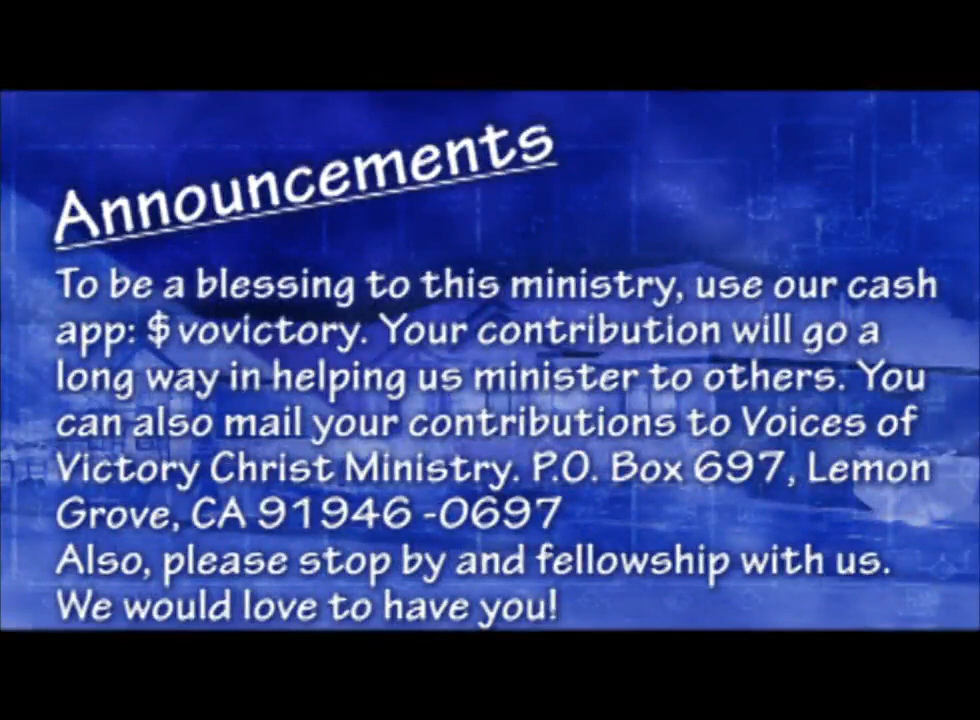 Announcements
To be a blessing to this ministry, use our cash
app: $vovictory. Your contribution will go a
long way in helping us minister to others. You
can also mail your contributions to Voices of
Victory Christ Ministry. P.O. Box 697, Lemon
Grove, CA 91946 -0697
Also, please stop by and fellowship with us.
We would love to have you!